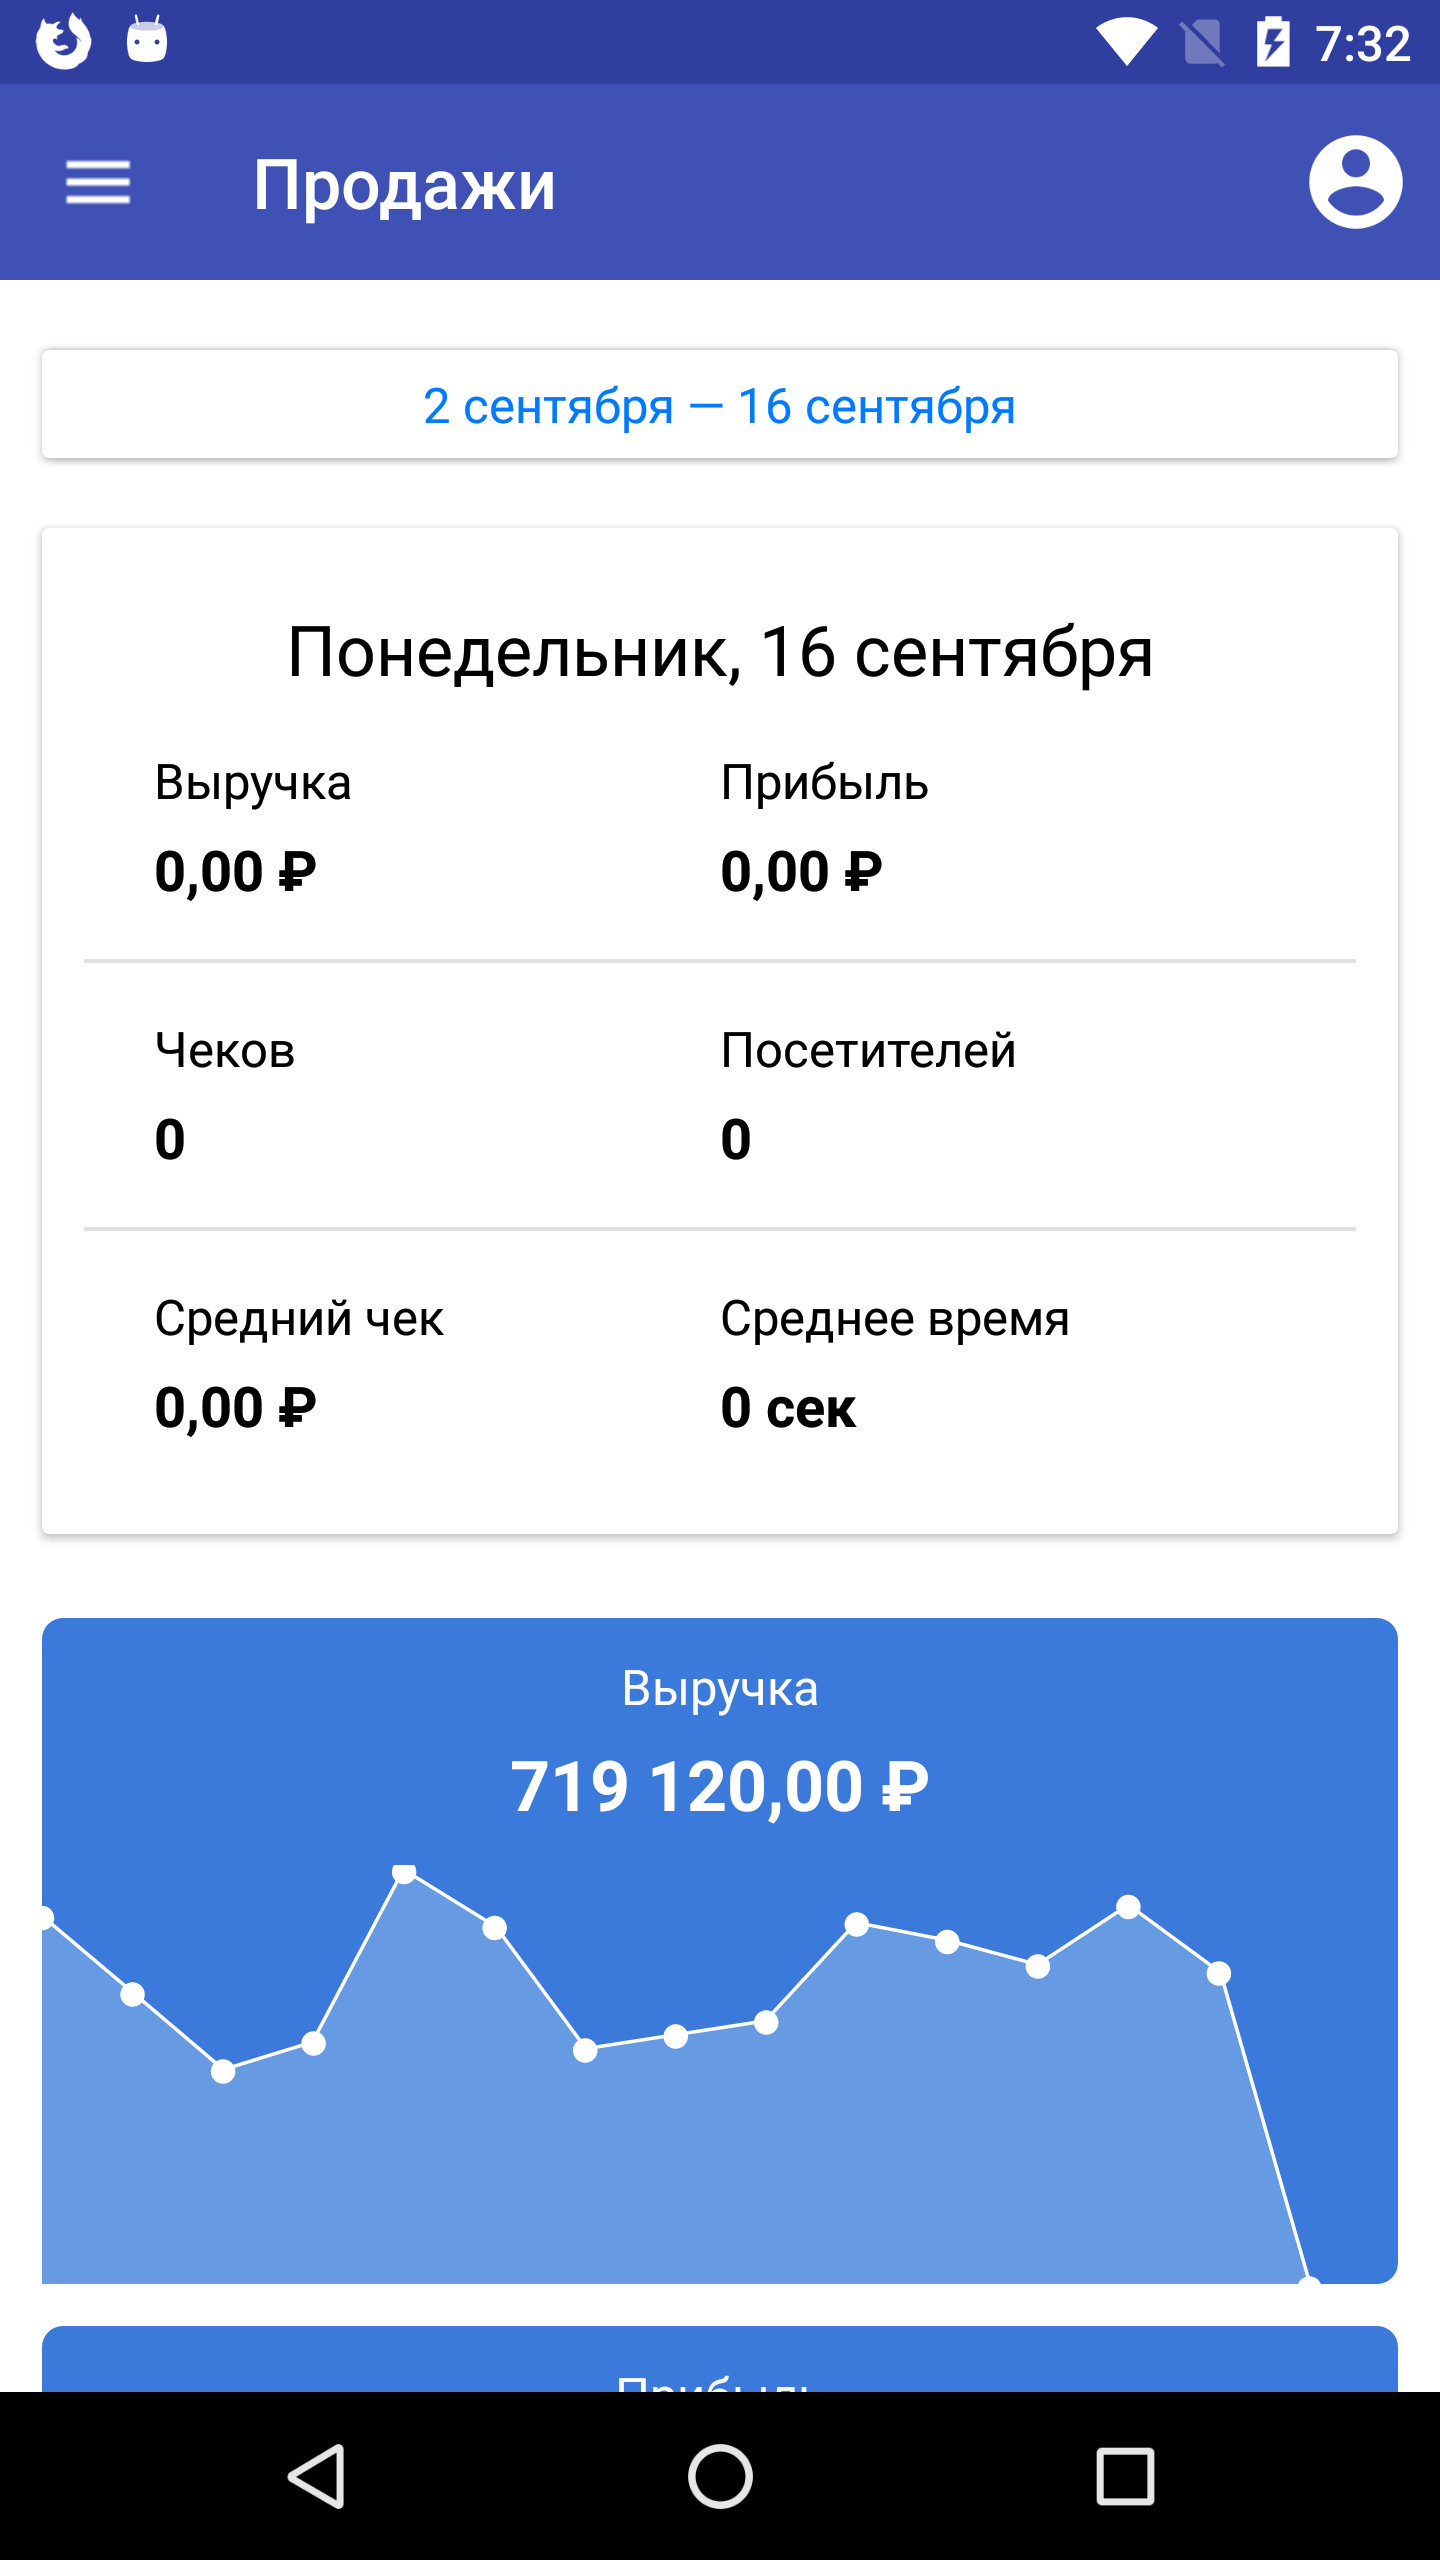 7:32
Продажи
2 сентября — 16 сентября
Понедельник, 16 сентября
Выручка Прибыль
0,00 ₽ 0,00 ₽
Чеков Посетителей
0 0
Средний чек Среднее время
0,00 ₽ 0 сек
Выручка
719 120,00 ₽
Прибыль